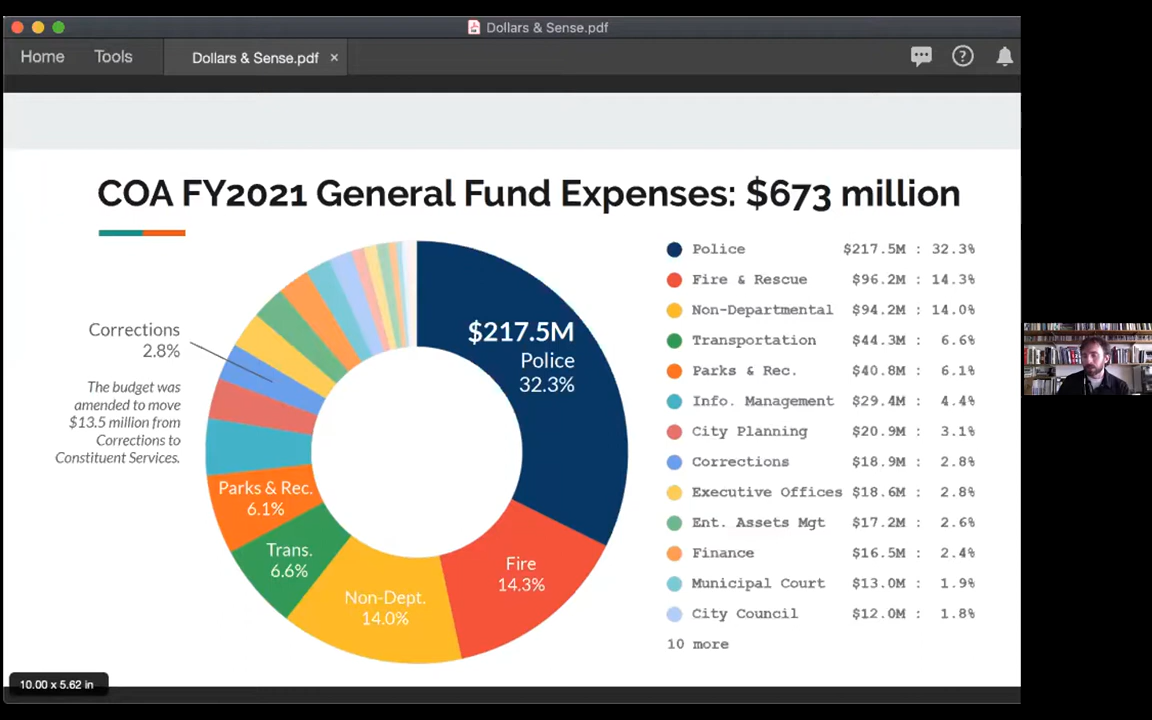 Dollars & Sense.pdf
Home Tools Dollars & Sense.pdf ×
COA FY2021 General Fund Expenses: $673 million
Corrections
2.8%
The budget was
amended to move
$13.5 million from
Corrections to
Constituent Services.
$217.5M
Police
32.3%
Fire
14.3%
Non-Dept.
14.0%
Trans.
6.6%
Parks & Rec.
6.1%
Police $217.5M : 32.3%
Fire & Rescue $96.2M : 14.3%
Non-Departmental $94.2M : 14.0%
Transportation $44.3M : 6.6%
Parks & Rec. $40.8M : 6.1%
Info. Management $29.4M : 4.4%
City Planning $20.9M : 3.1%
Corrections $18.9M : 2.8%
Executive Offices $18.6M : 2.8%
Ent. Assets Mgt $17.2M : 2.6%
Finance $16.5M : 2.4%
Municipal Court $13.0M : 1.9%
City Council $12.0M : 1.8%
10 more
10.00 x 5.62 in